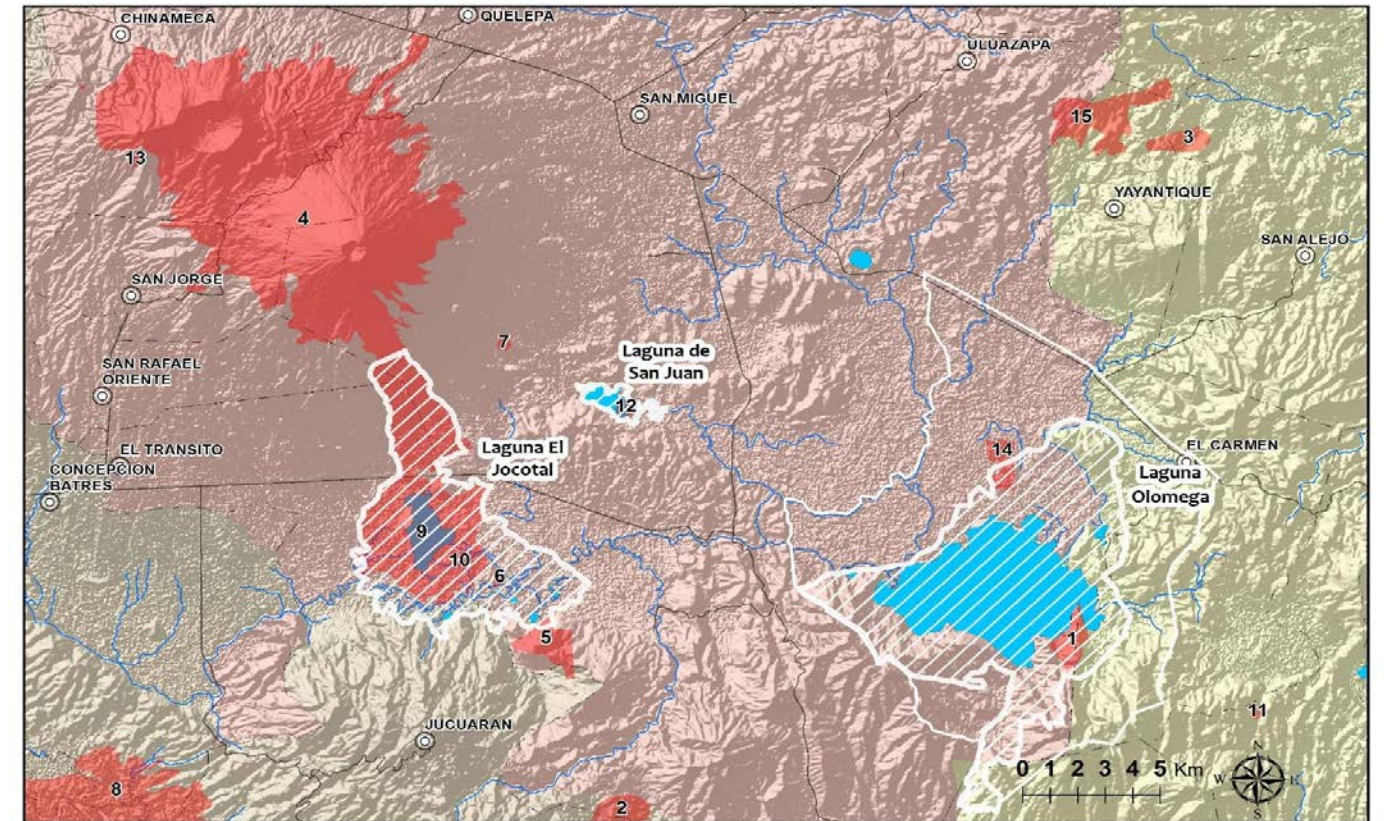 CHINAMECA
QUELEPA
ULUAZAPA
SAN MIGUEL
15
3
13
YAYANTIQUE
4
SAN ALEJO
SAN JORGE
7
Laguna de
San Juan
SAN RAFAEL
ORIENTE
12
EL TRANSITO
Laguna El
Jocotal
14
EL CARMEN
CONCEPCION
BATRES
Laguna
Olomega
9
10
6
5
1
11
JUCUARAN
N
0 1 2 3 4 5 Km
W
E
S
8
2